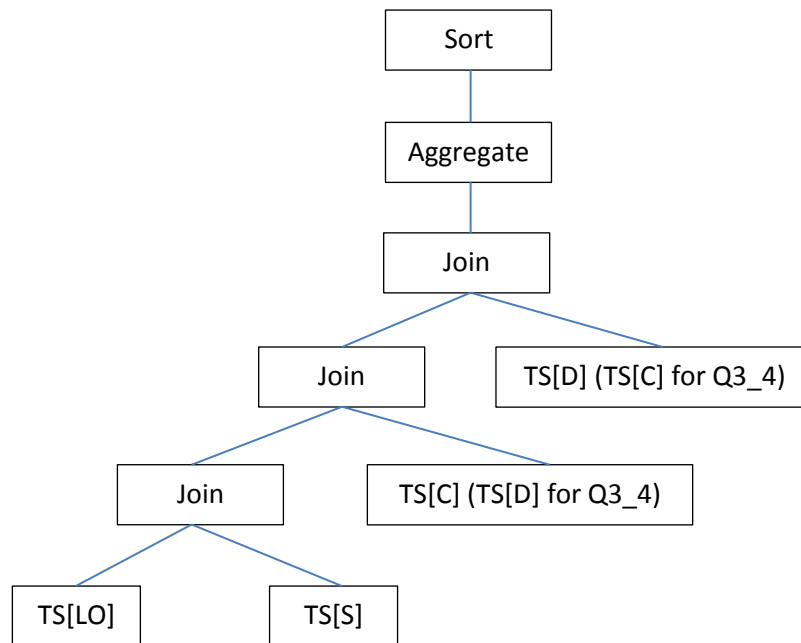 Sort
Aggregate
Join
Join
TS[D] (TS[C] for Q3_4)
Join
TS[C] (TS[D] for Q3_4)
TS[LO]
TS[S]